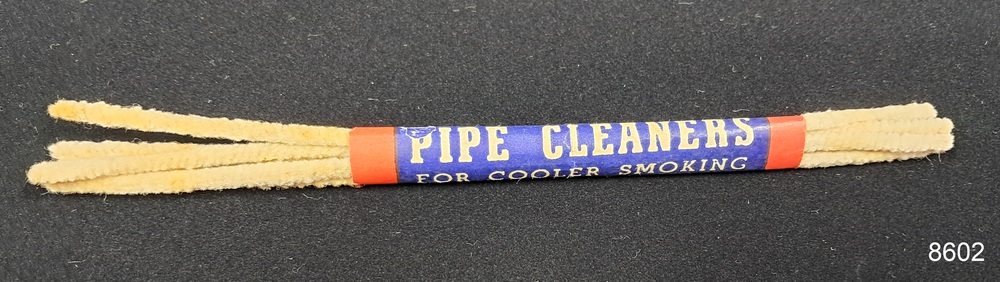 PIPE CLEANERS
FOR COOLER SMOKING
8602